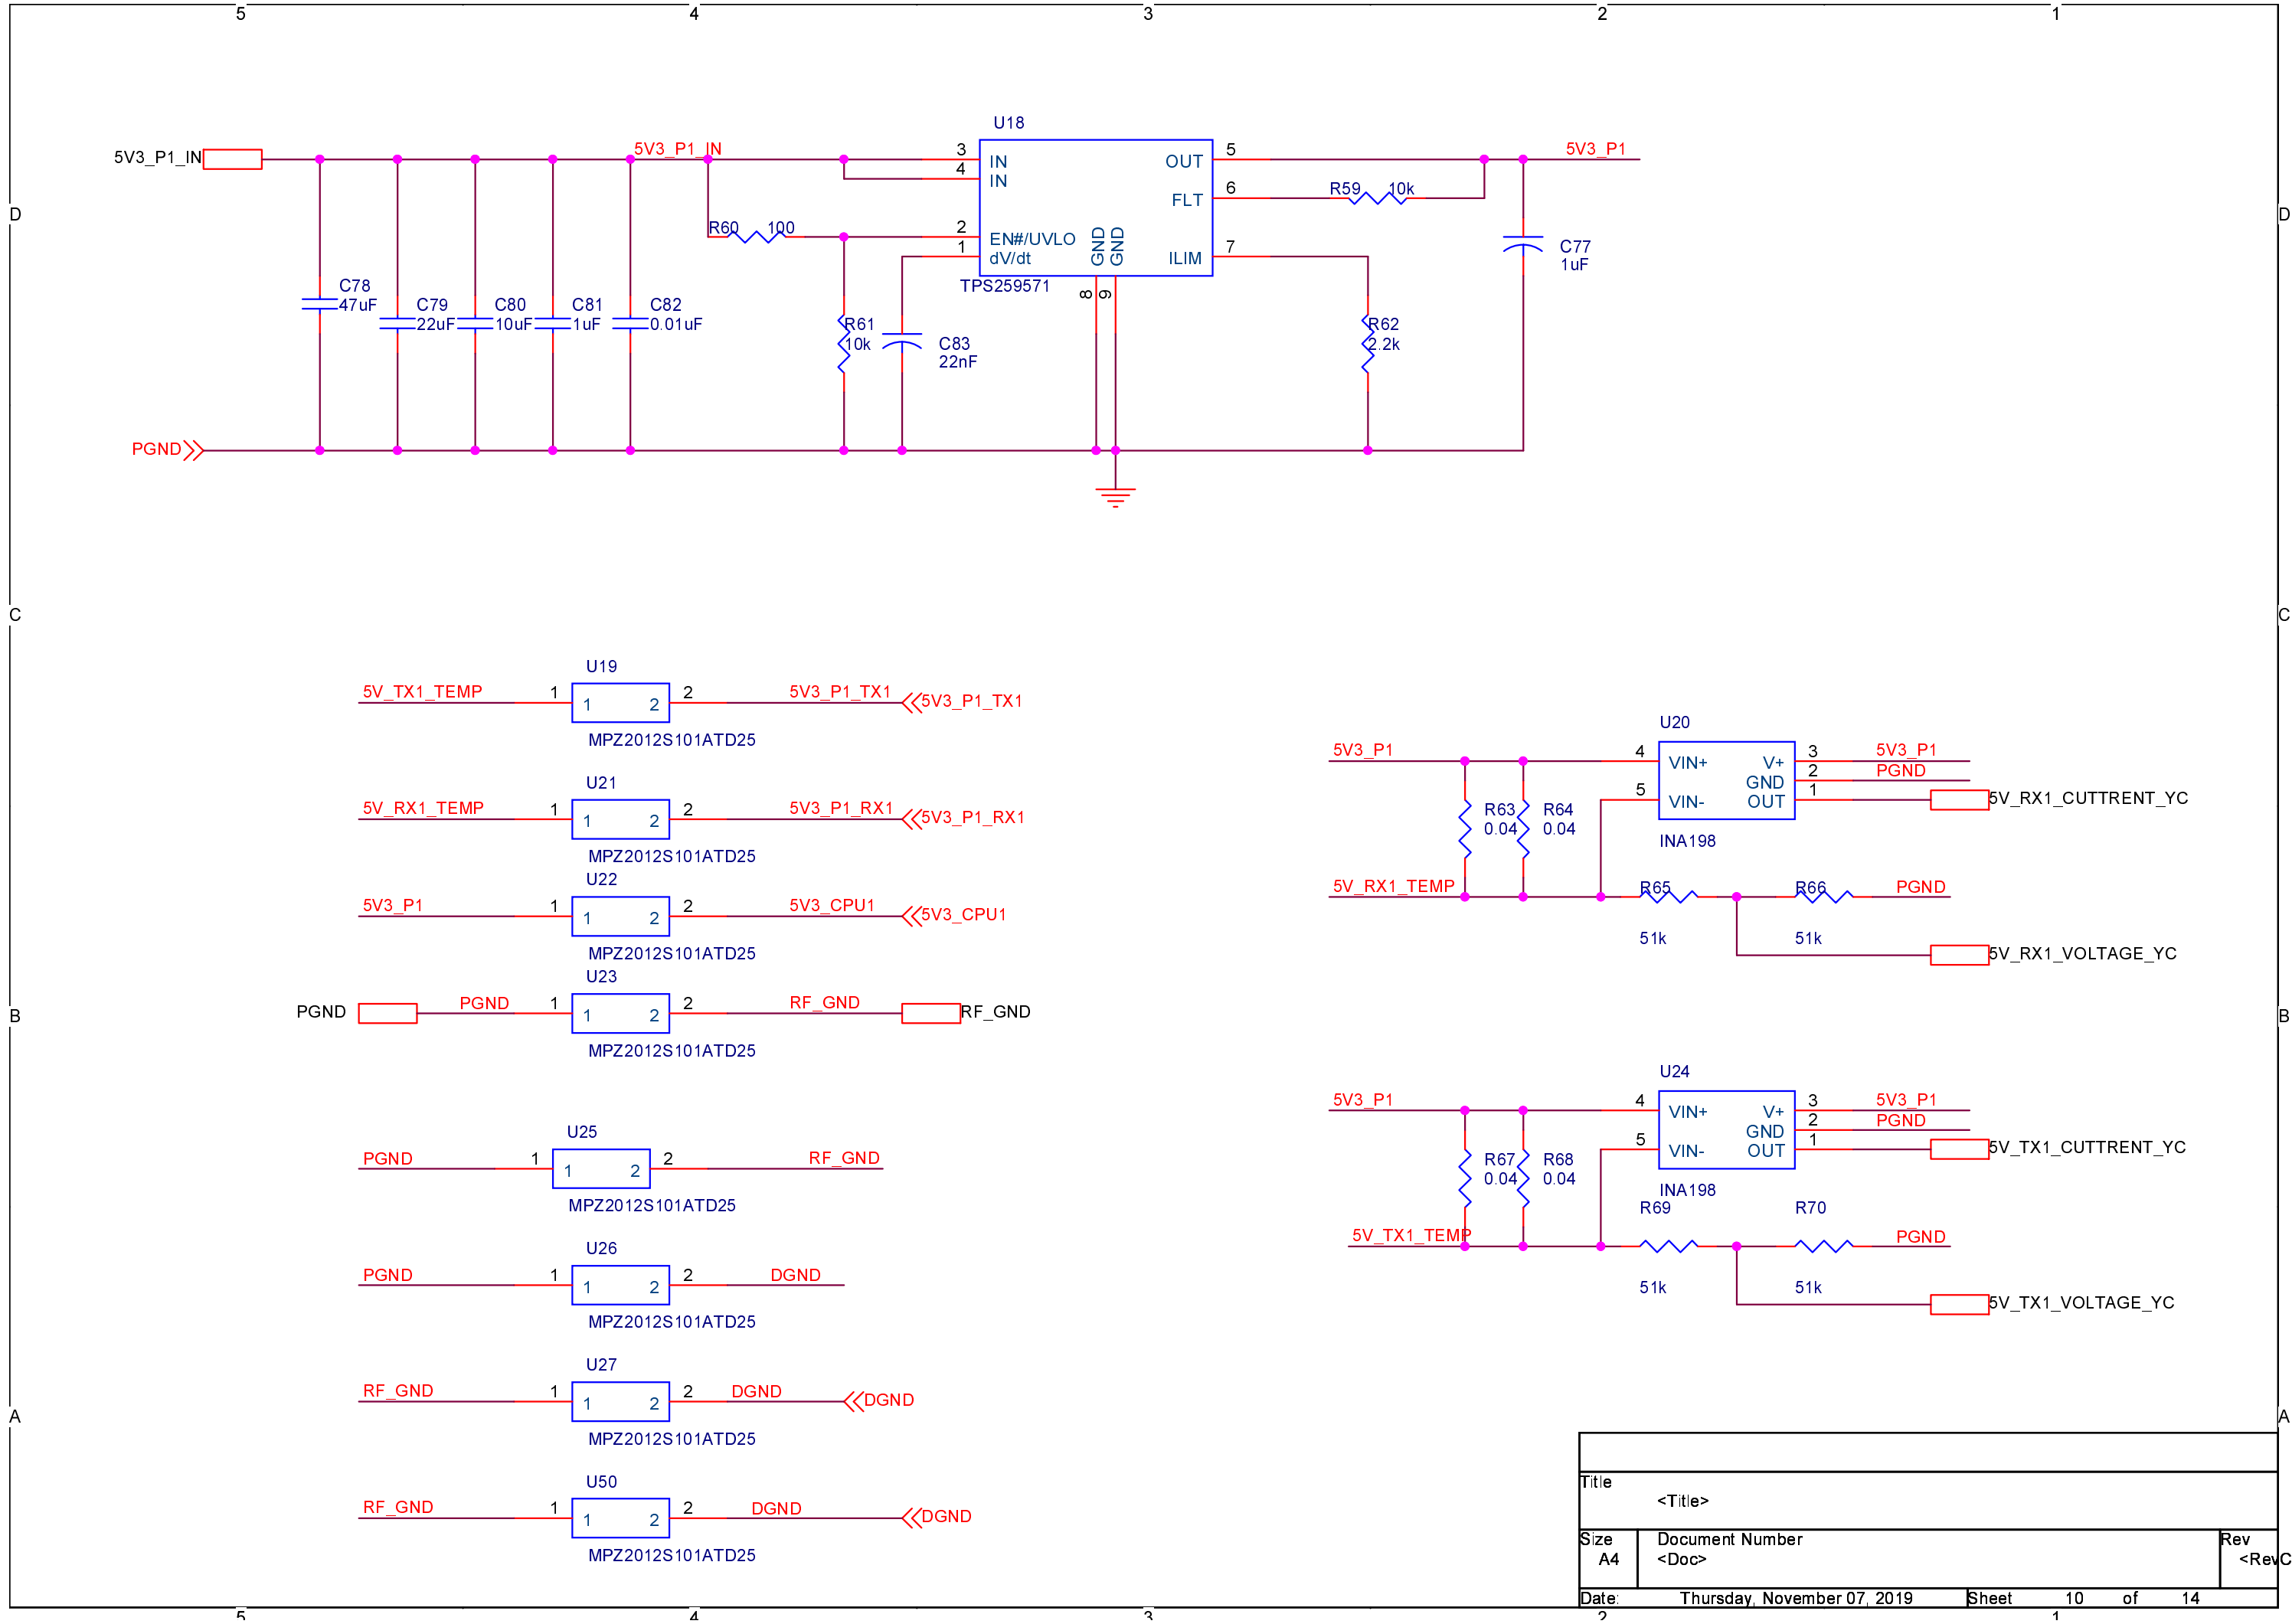 5 4 3 2 1
U18
5V3_P1_IN
5V3_P1_IN
3 IN OUT 5
5V3_P1
4 IN
R59 10k
FLT 6
R60 100
2 EN#/UVLO
1 dV/dt
GND GND
ILIM 7
TPS259571
8 9
C77
1uF
C78
47uF
C79
22uF
C80
10uF
C81
1uF
C82
0.01uF
R61
10k
C83
22nF
R62
2.2k
PGND
D D
C C
U19
5V_TX1_TEMP 1 1 2 2 5V3_P1_TX1 5V3_P1_TX1
MPZ2012S101ATD25
U21
5V_RX1_TEMP 1 1 2 2 5V3_P1_RX1 5V3_P1_RX1
MPZ2012S101ATD25
U22
5V3_P1 1 1 2 2 5V3_CPU1 5V3_CPU1
MPZ2012S101ATD25
U23
PGND PGND 1 1 2 2 RF_GND RF_GND
MPZ2012S101ATD25
U25
PGND 1 1 2 2 RF_GND
MPZ2012S101ATD25
U26
PGND 1 1 2 2 DGND
MPZ2012S101ATD25
U27
RF_GND 1 1 2 2 DGND DGND
MPZ2012S101ATD25
U50
RF_GND 1 1 2 2 DGND DGND
MPZ2012S101ATD25
U20
5V3_P1 4 VIN+ V+ 3 5V3_P1
GND 2 PGND
5 VIN- OUT 1 5V_RX1_CUTTRENT_YC
INA198
R63
0.04
R64
0.04
5V_RX1_TEMP R65 R66 PGND
51k 51k
5V_RX1_VOLTAGE_YC
U24
5V3_P1 4 VIN+ V+ 3 5V3_P1
GND 2 PGND
5 VIN- OUT 1 5V_TX1_CUTTRENT_YC
INA198
R67
0.04
R68
0.04
R69 R70
5V_TX1_TEMP PGND
51k 51k
5V_TX1_VOLTAGE_YC
B B
A A
Title
<Title>
Size Document Number Rev
A4 <Doc> <RevC
Date: Thursday, November 07, 2019 Sheet 10 of 14
5 4 3 2 1